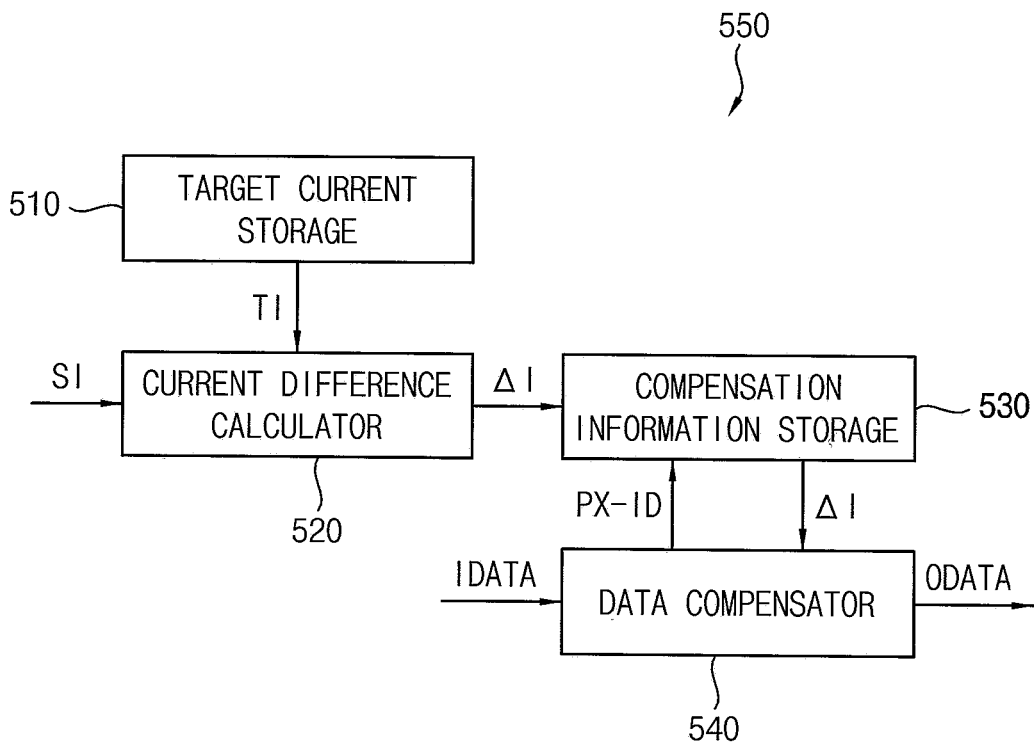 550
510
TARGET CURRENT
STORAGE
TI
SI
CURRENT DIFFERENCE
CALCULATOR
ΔI
COMPENSATION
INFORMATION STORAGE
530
520
PX-ID
ΔI
IDATA
DATA COMPENSATOR
ODATA
540